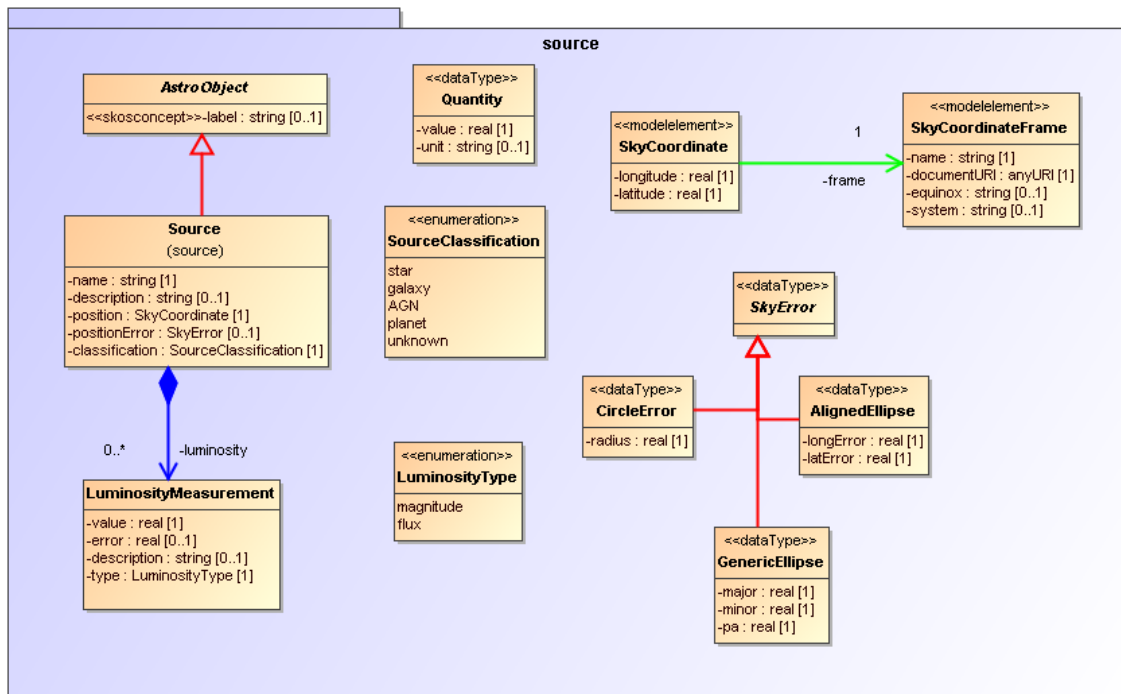 source
AstroObject
<<skosconcept>>-label : string [0..1]
<<dataType>>
Quantity
-value : real [1]
-unit : string [0..1]
<<modelelement>>
SkyCoordinate
-longitude : real [1]
-latitude : real [1]
1
-frame
<<modelelement>>
SkyCoordinateFrame
-name : string [1]
-documentURI : anyURI [1]
-equinox : string [0..1]
-system : string [0..1]
Source
(source)
-name : string [1]
-description : string [0..1]
-position : SkyCoordinate [1]
-positionError : SkyError [0..1]
-classification : SourceClassification [1]
<<enumeration>>
SourceClassification
star
galaxy
AGN
planet
unknown
<<dataType>>
SkyError
<<dataType>>
CircleError
-radius : real [1]
<<dataType>>
AlignedEllipse
-longError : real [1]
-latError : real [1]
0..*
-luminosity
LuminosityMeasurement
-value : real [1]
-error : real [0..1]
-description : string [0..1]
-type : LuminosityType [1]
<<enumeration>>
LuminosityType
magnitude
flux
<<dataType>>
GenericEllipse
-major : real [1]
-minor : real [1]
-pa : real [1]